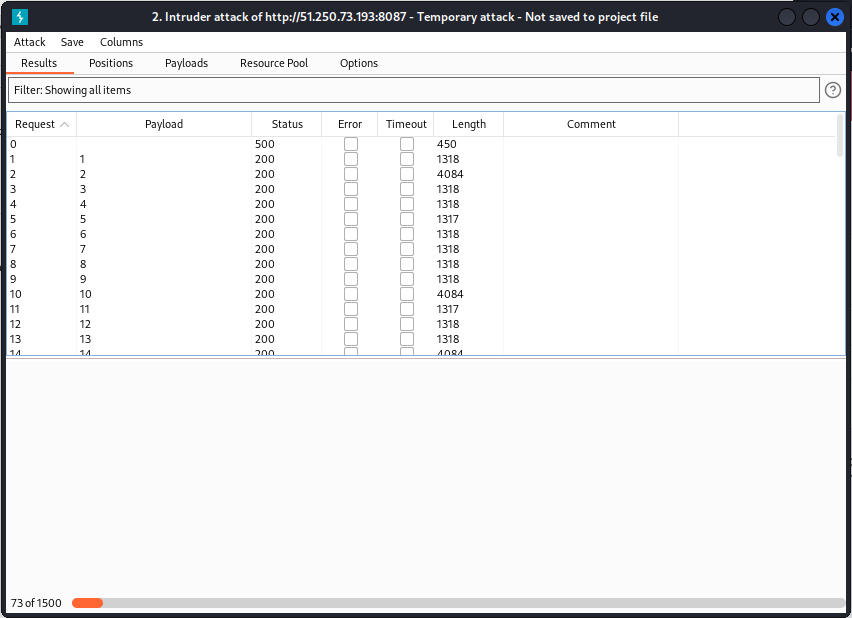 2. Intruder attack of http://51.250.73.193:8087 - Temporary attack - Not saved to project file
Attack Save Columns
Results Positions Payloads Resource Pool Options
Filter: Showing all items ?
Request Payload Status Error Timeout Length Comment
0 500 450
1 1 200 1318
2 2 200 4084
3 3 200 1318
4 4 200 1318
5 5 200 1317
6 6 200 1318
7 7 200 1318
8 8 200 1318
9 9 200 1318
10 10 200 4084
11 11 200 1317
12 12 200 1318
13 13 200 1318
14 14 200 4084
73 of 1500